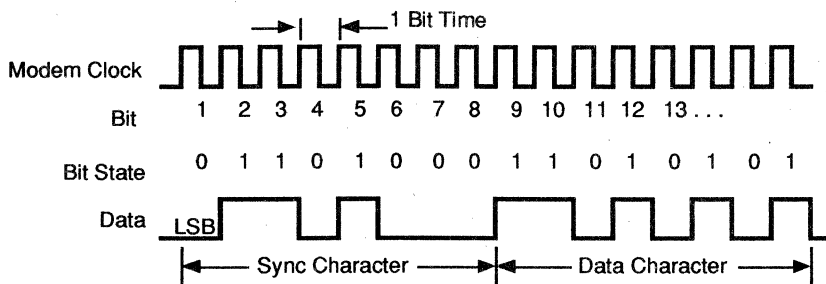 1 Bit Time
Modem Clock
Bit 1 2 3 4 5 6 7 8 9 10 11 12 13 . . .
Bit State 0 1 1 0 1 0 0 0 1 1 0 1 0 1 0 1
Data LSB
Sync Character Data Character